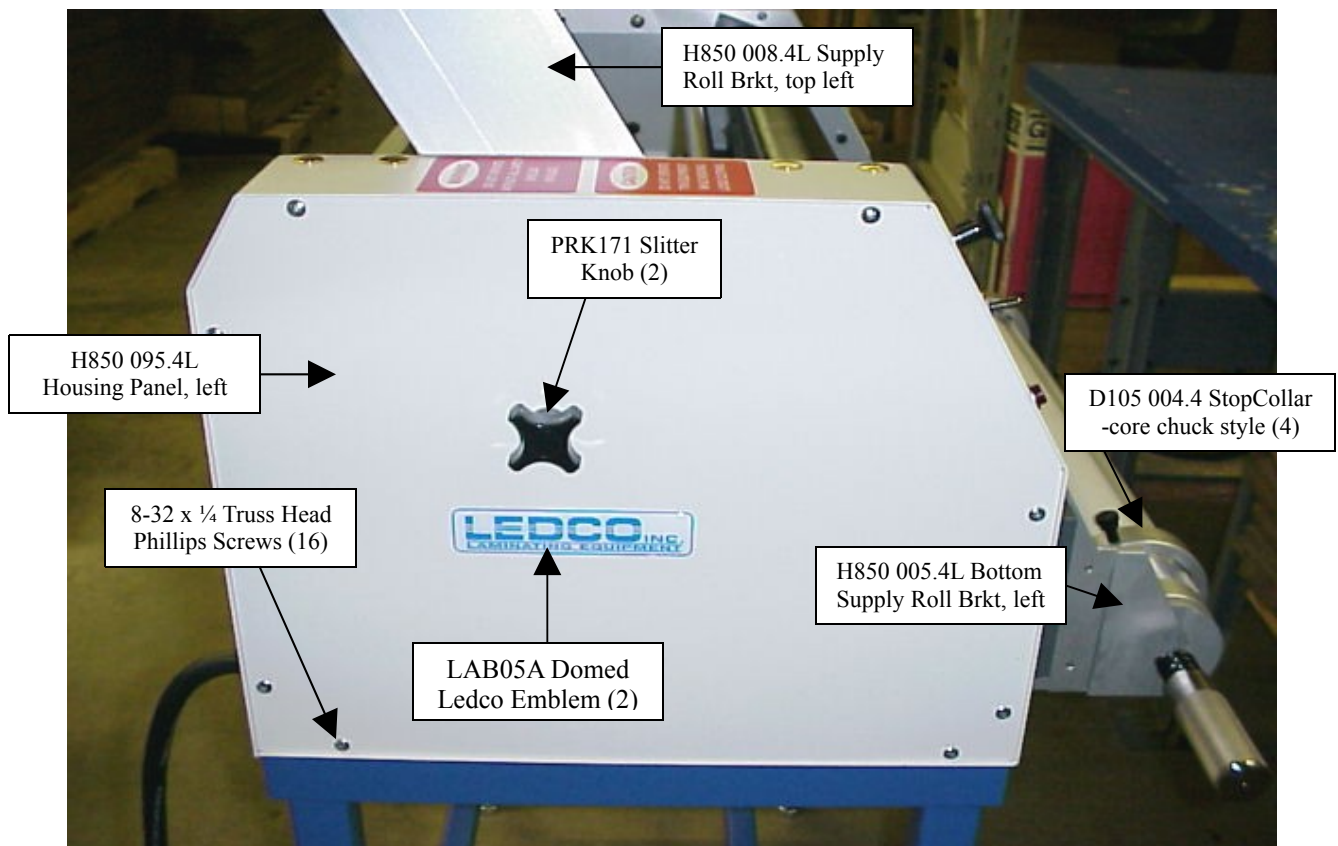 H850 008.4L Supply
Roll Brkt, top left
PRK171 Slitter
Knob (2)
H850 095.4L
Housing Panel, left
D105 004.4 StopCollar
-core chuck style (4)
8-32 x ¼ Truss Head
Phillips Screws (16)
LEDCO INC.
LAMINATING EQUIPMENT
H850 005.4L Bottom
Supply Roll Brkt, left
LAB05A Domed
Ledco Emblem (2)